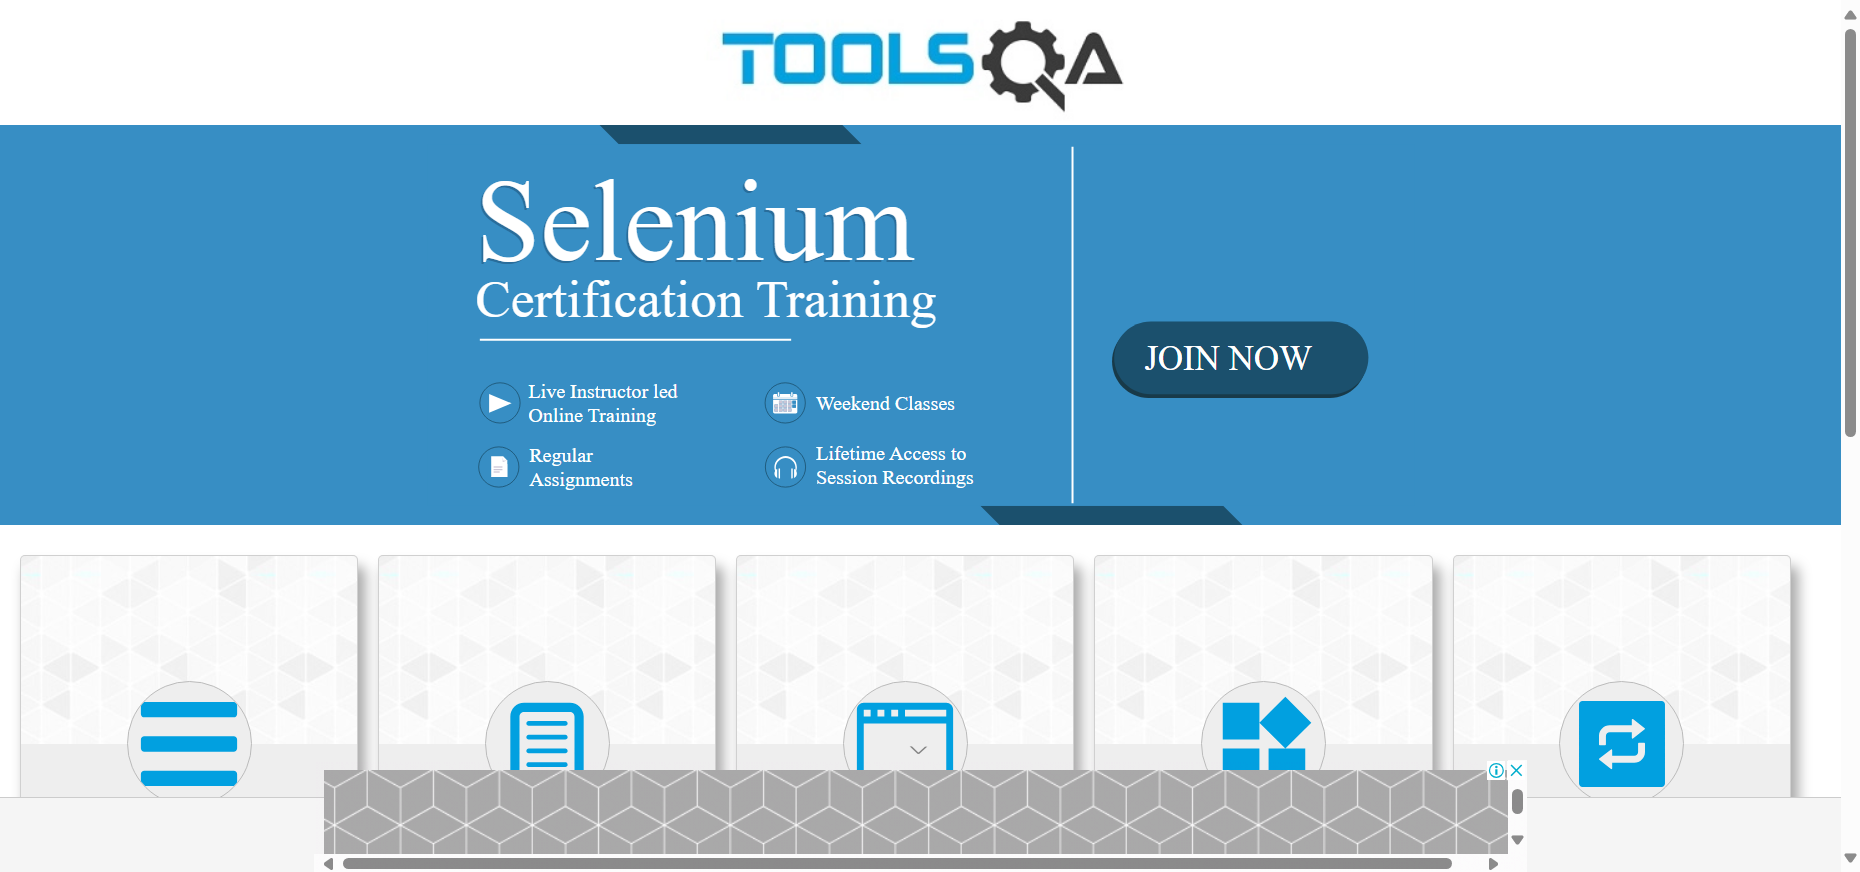 TOOLSQA
Selenium
Certification Training
JOIN NOW
Live Instructor led
Online Training
Weekend Classes
Regular
Assignments
Lifetime Access to
Session Recordings